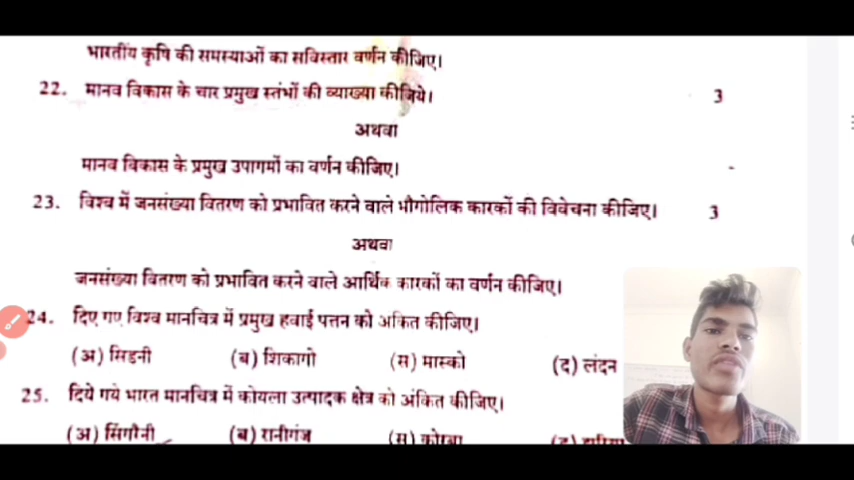 भारतीय कृषि की समस्याओं का सविस्तार वर्णन कीजिए।
22. मानव विकास के चार प्रमुख स्तंभों की व्याख्या कीजिये। 3
अथवा
मानव विकास के प्रमुख उपागमों का वर्णन कीजिए।
23. विश्व में जनसंख्या वितरण को प्रभावित करने वाले भौगोलिक कारकों की विवेचना कीजिए। 3
अथवा
जनसंख्या वितरण को प्रभावित करने वाले आर्थिक कारकों का वर्णन कीजिए।
24. दिए गए विश्व मानचित्र में प्रमुख हवाई पत्तन को अंकित कीजिए।
(अ) सिडनी (ब) शिकागो (स) मास्को (द) लंदन
25. दिये गये भारत मानचित्र में कोयला उत्पादक क्षेत्र को अंकित कीजिए।
(अ) सिंगरौनी (ब) रानीगंज (स) कोरबा